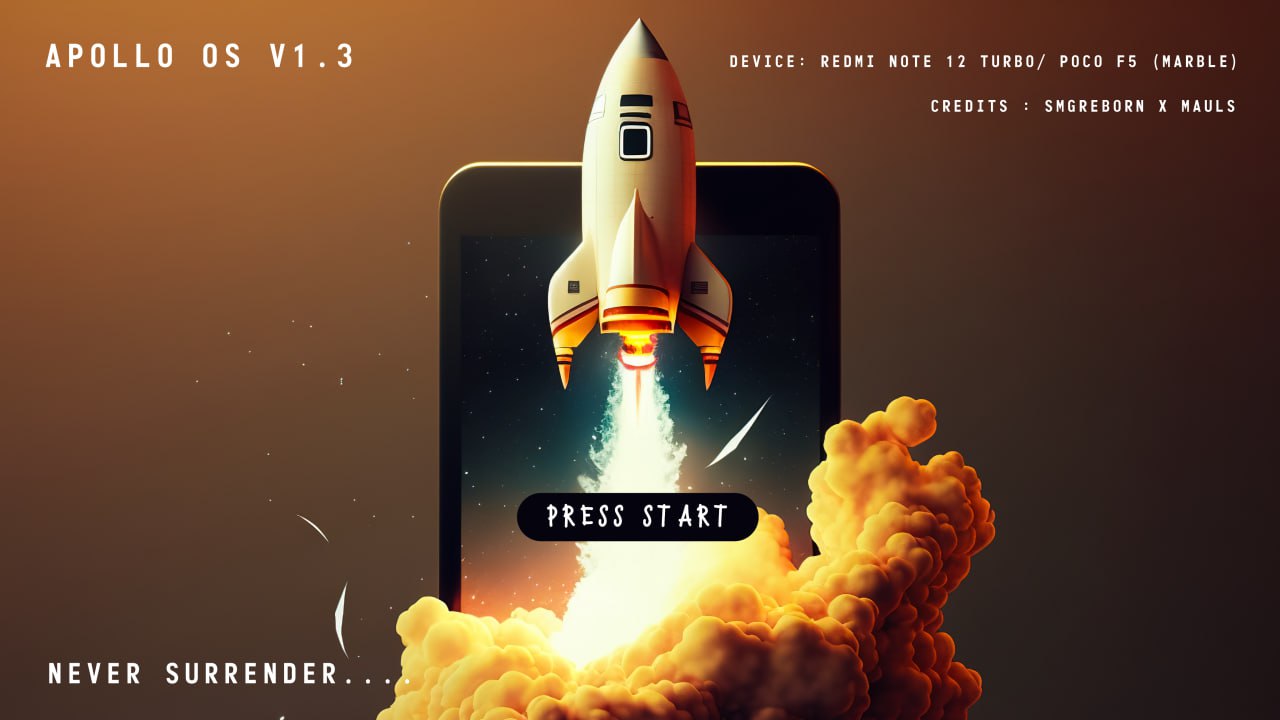 APOLLO OS V1.3
DEVICE: REDMI NOTE 12 TURBO/ POCO F5 (MARBLE)
CREDITS : SMGREBORN X MAULS
PRESS START
NEVER SURRENDER....